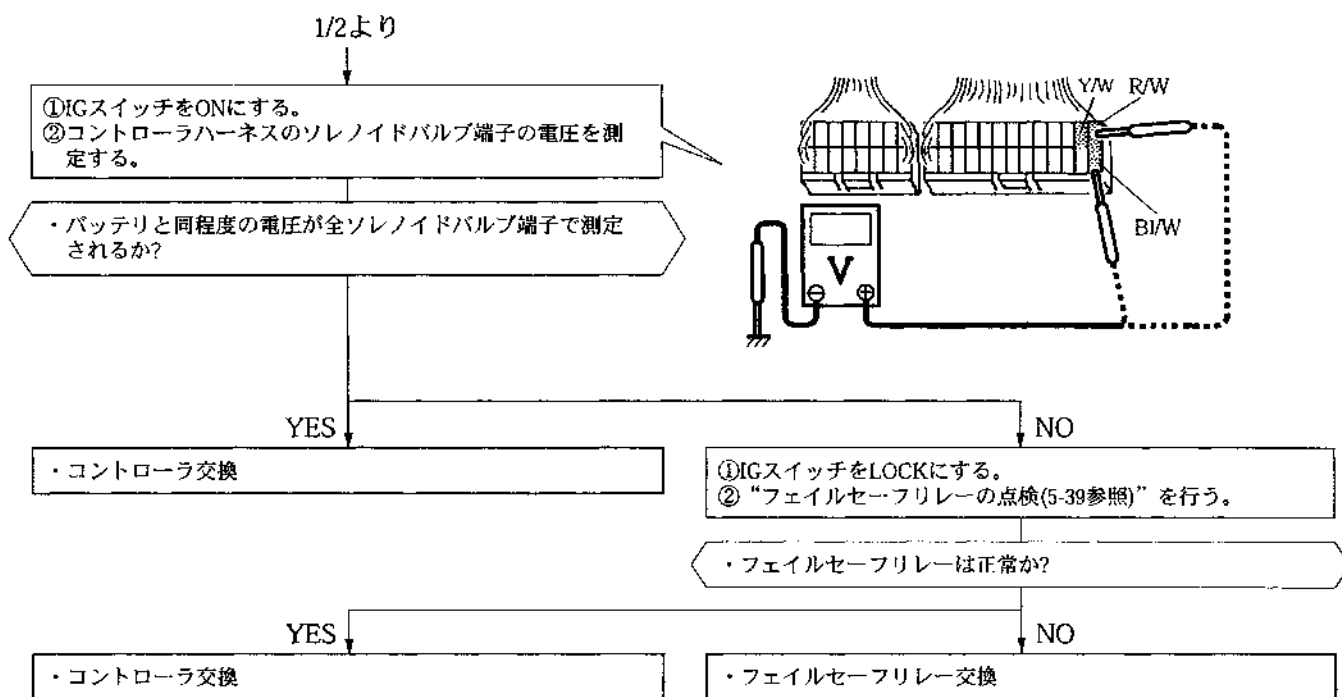 1/2より
①IGスイッチをONにする。
②コントローラハーネスのソレノイドバルブ端子の電圧を測
定する。
・バッテリと同程度の電圧が全ソレノイドバルブ端子で測定
されるか?
Y/W
R/W
Bl/W
V
⊖
⊕
YES
NO
・コントローラ交換
①IGスイッチをLOCKにする。
②“フェイルセーフリレーの点検(5-39参照)”を行う。
・フェイルセーフリレーは正常か?
YES
NO
・コントローラ交換
・フェイルセーフリレー交換